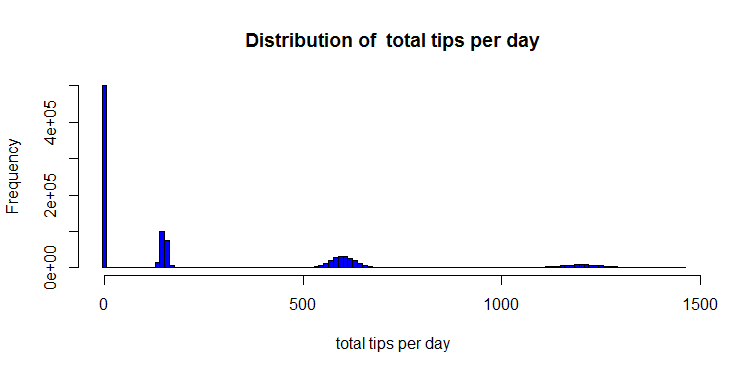 Distribution of  total tips per day
Frequency
4e+05
2e+05
0e+00
0
500
1000
1500
total tips per day